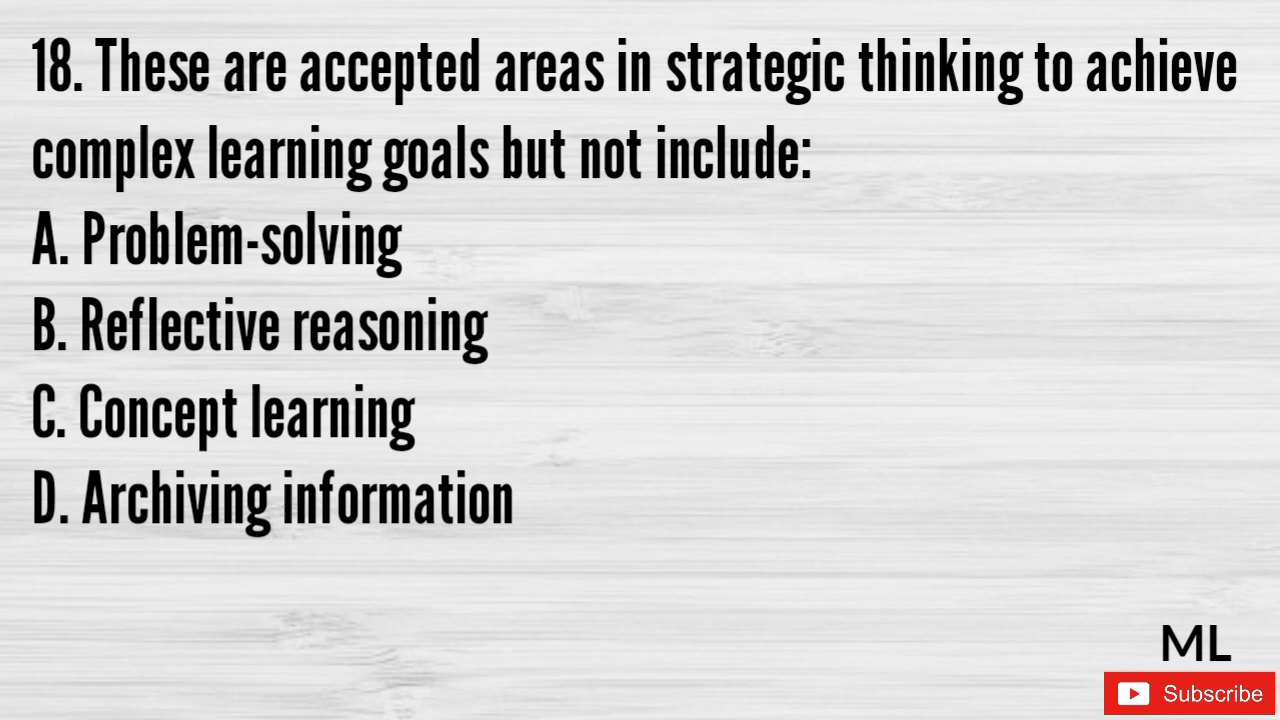 18. These are accepted areas in strategic thinking to achieve
complex learning goals but not include:
A. Problem-solving
B. Reflective reasoning
C. Concept learning
D. Archiving information
ML
Subscribe